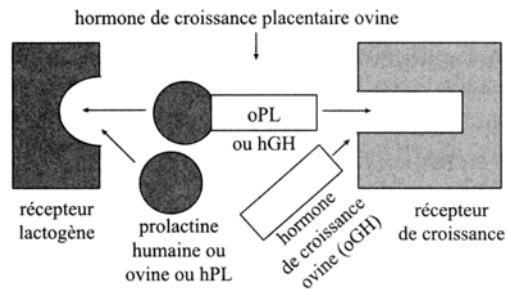 hormone de croissance placentaire ovine
oPL
ou hGH
récepteur
lactogène
prolactine
humaine ou
ovine ou hPL
hormone
de croissance
ovine (oGH)
récepteur
de croissance